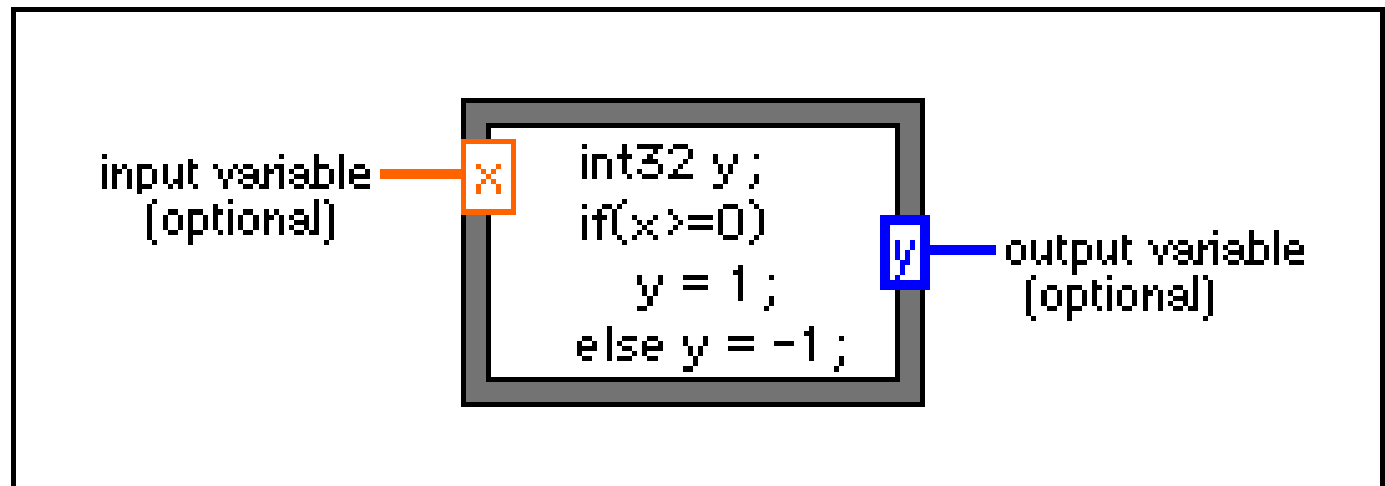 input variable
(optional)
x
int32 y;
if(x>=0)
y = 1;
else y = -1;
y
output variable
(optional)